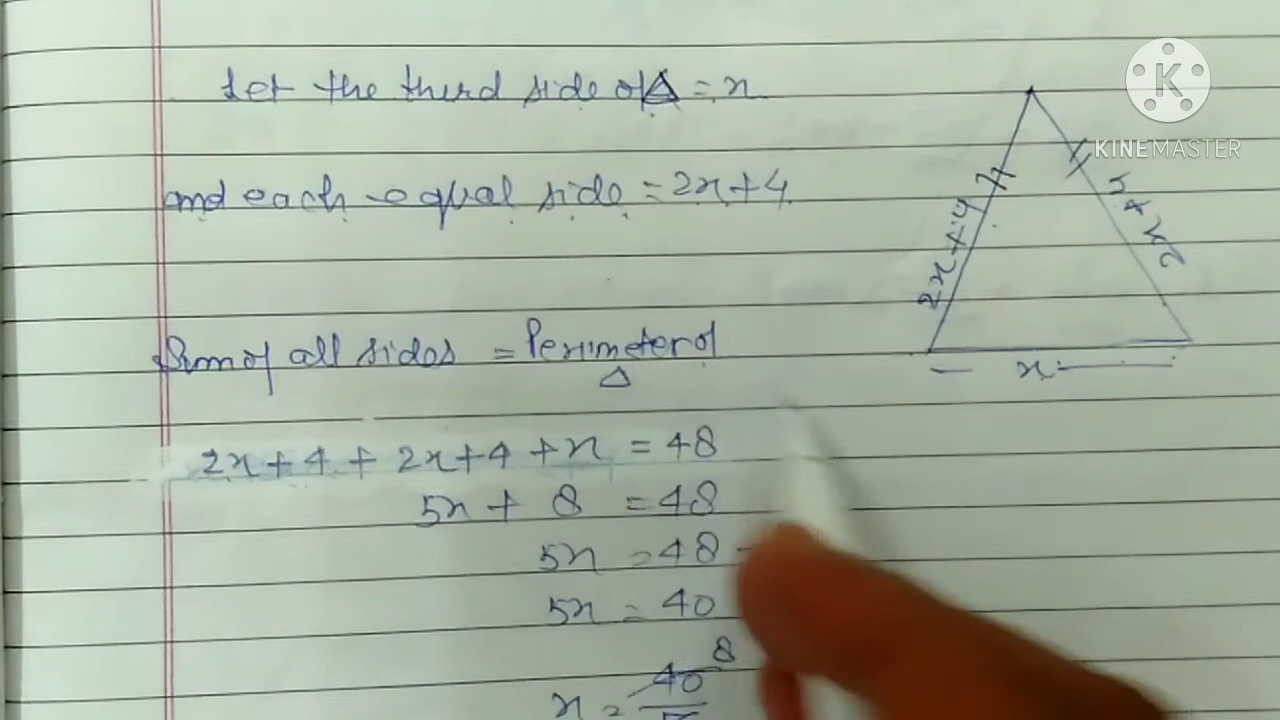 Let the third side of Δ = x
and each equal side = 2x+4
Sum of all sides = Perimeter of
Δ
2x+4 + 2x+4 +x = 48
5x + 8 = 48
5x = 48 -
5x = 40
8
x = 40
K
KINEMASTER
2x+4
2x+4
x